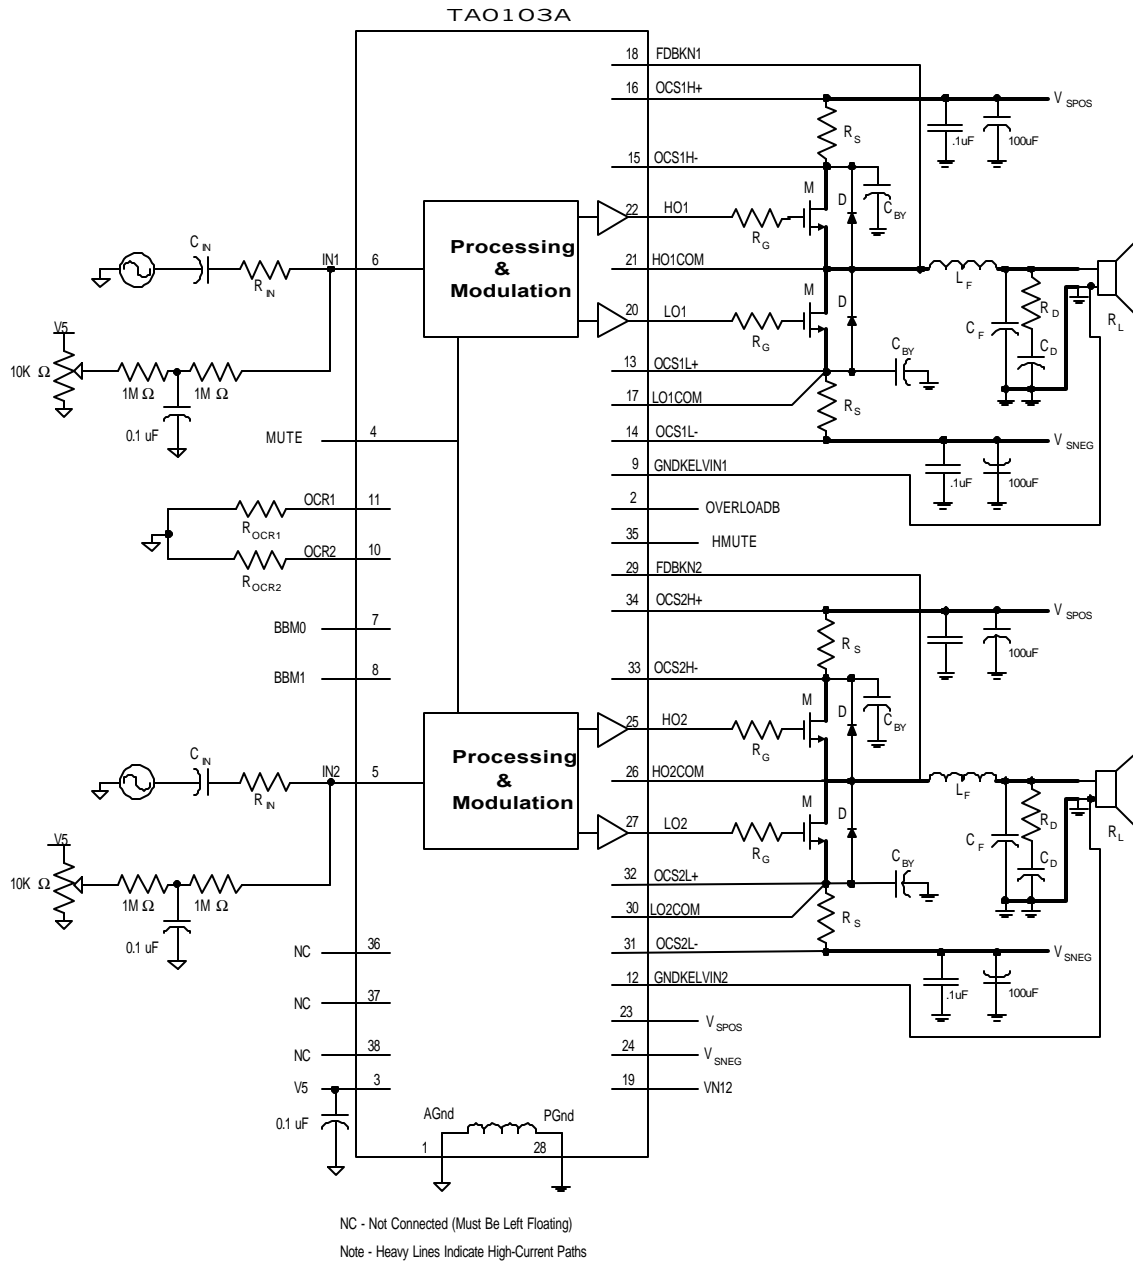 TA0103A
18 FDBKN1
16 OCS1H+
V SPOS
R S
.1uF
100uF
15 OCS1H-
M
D
C BY
22 HO1
R G
Processing
&
Modulation
C IN
R IN
IN1
6
21 HO1COM
L F
M
D
20 LO1
R G
C F
R D
C D
R L
V5
10K Ω
1M Ω
1M Ω
0.1 uF
13 OCS1L+
C BY
17 LO1COM
R S
MUTE
4
14 OCS1L-
V SNEG
9 GNDKELVIN1
.1uF
100uF
OCR1
11
R OCR1
2
OVERLOADB
OCR2
10
R OCR2
35
HMUTE
29 FDBKN2
34 OCS2H+
V SPOS
BBM0
7
R S
100uF
BBM1
8
33 OCS2H-
M
D
C BY
25 HO2
R G
Processing
&
Modulation
C IN
R IN
IN2
5
26 HO2COM
L F
M
D
27 LO2
R G
C F
R D
C D
R L
V5
10K Ω
1M Ω
1M Ω
0.1 uF
32 OCS2L+
C BY
30 LO2COM
R S
NC
36
31 OCS2L-
V SNEG
12 GNDKELVIN2
.1uF
100uF
NC
37
23
V SPOS
NC
38
24
V SNEG
V5
3
19
VN12
0.1 uF
AGnd
PGnd
1
28
NC - Not Connected (Must Be Left Floating)
Note - Heavy Lines Indicate High-Current Paths